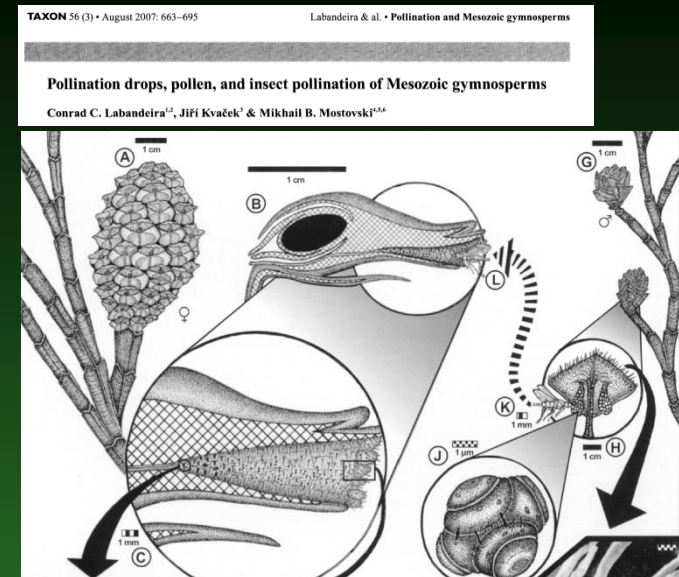 TAXON 56 (3) • August 2007: 663–695 Labandeira & al. • Pollination and Mesozoic gymnosperms
Pollination drops, pollen, and insect pollination of Mesozoic gymnosperms
Conrad C. Labandeira1,2, Jiří Kvaček3 & Mikhail B. Mostovski4,5,6
A
1 cm
♀
B
1 cm
G
1 cm
♂
L
K
1 mm
H
1 cm
J
1 µm
C
1 mm